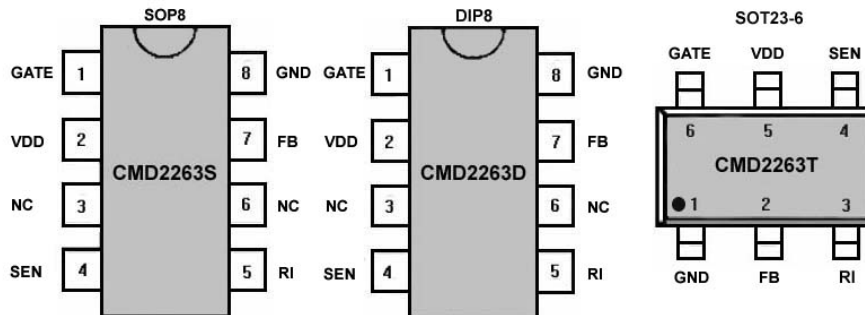 SOP8
GATE 1 8 GND
VDD 2 7 FB
CMD2263S
NC 3 6 NC
SEN 4 5 RI
DIP8
GATE 1 8 GND
VDD 2 7 FB
CMD2263D
NC 3 6 NC
SEN 4 5 RI
SOT23-6
GATE VDD SEN
6 5 4
CMD2263T
1 2 3
GND FB RI